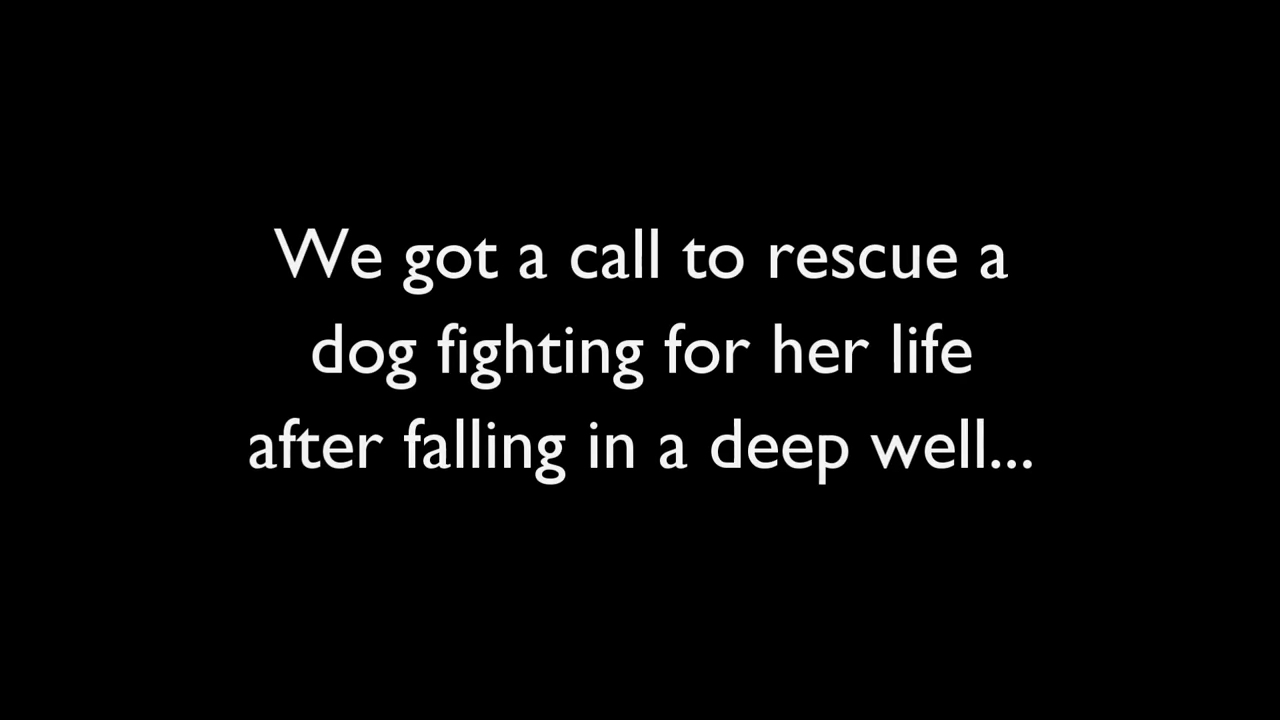 We got a call to rescue a
dog fighting for her life
after falling in a deep well...